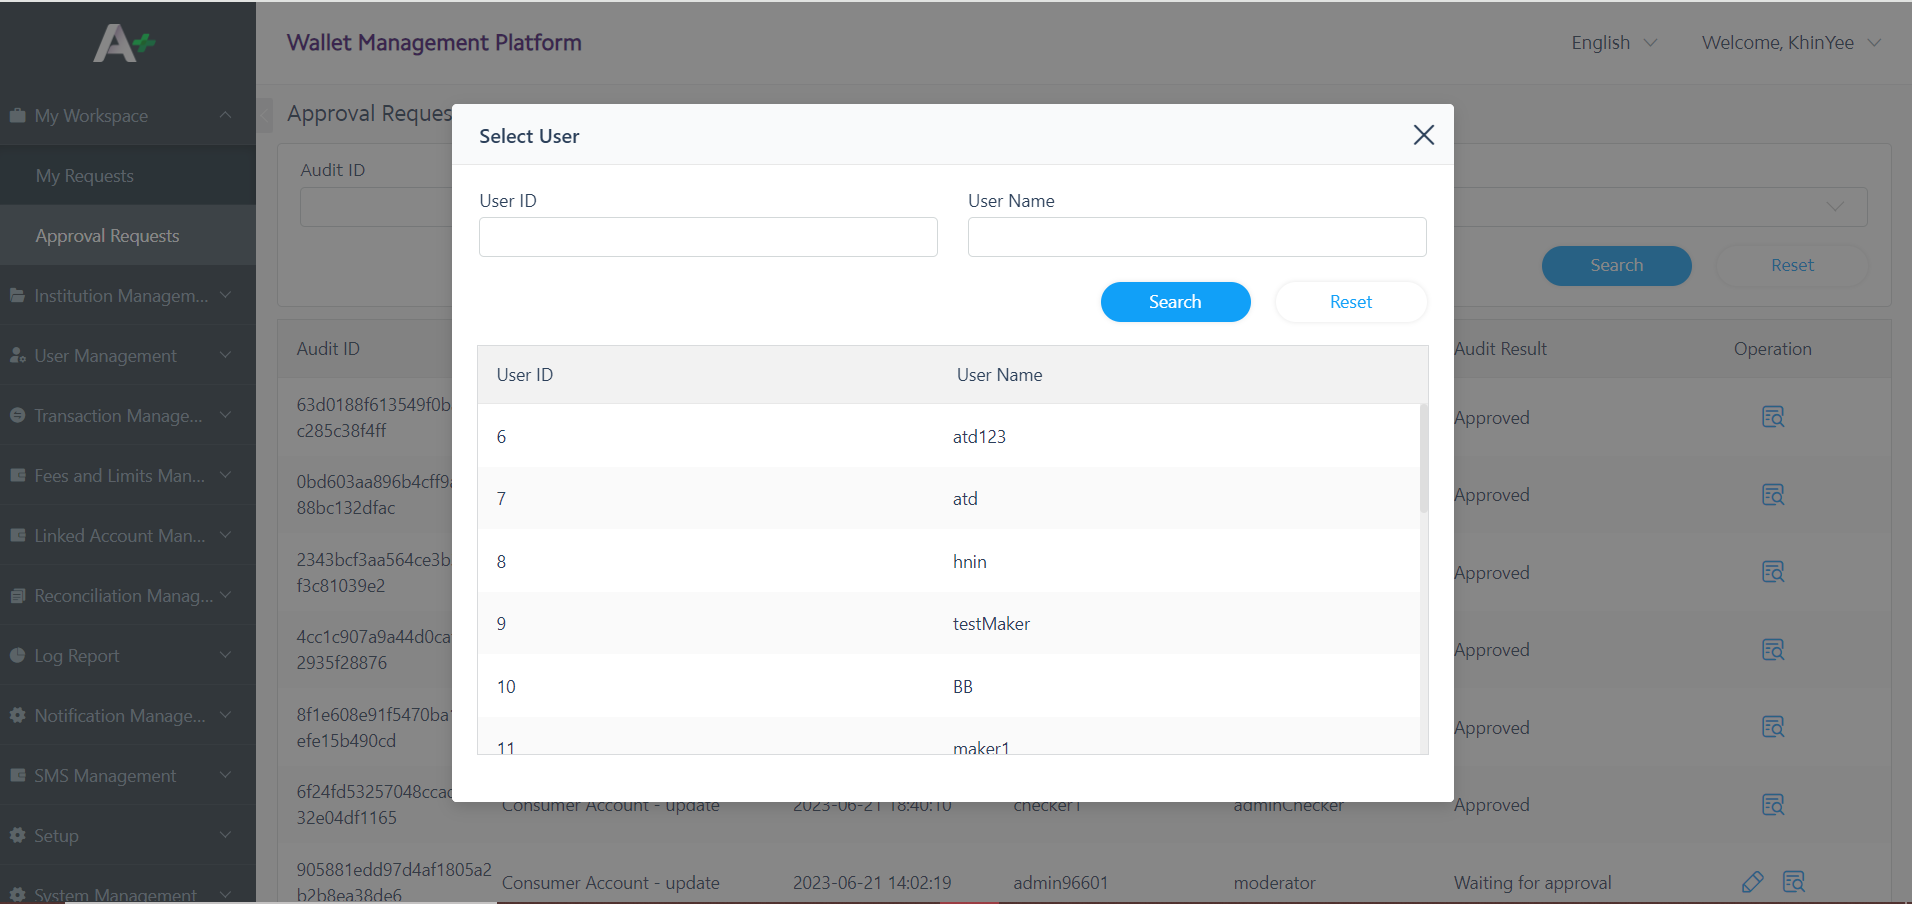 A+
Wallet Management Platform
English
Welcome, KhinYee
My Workspace
My Requests
Approval Requests
Institution Managem...
User Management
Transaction Manage...
Fees and Limits Man...
Linked Account Man...
Reconciliation Manag...
Log Report
Notification Manage...
SMS Management
Setup
System Management
Approval Reques
Audit ID
Search
Reset
Select User
User ID
User Name
Search
Reset
User ID User Name
6 atd123
7 atd
8 hnin
9 testMaker
10 BB
11 maker1
Audit ID Audit Result Operation
63d0188f613549f0b
c285c38f4ff
Approved
0bd603aa896b4cff9
88bc132dfac
Approved
2343bcf3aa564ce3b
f3c81039e2
Approved
4cc1c907a9a44d0ca
2935f28876
Approved
8f1e608e91f5470ba
efe15b490cd
Approved
6f24fd53257048ccac
32e04df1165
Consumer Account - update 2023-06-21 18:40:10 checker1 adminChecker Approved
905881edd97d4af1805a2
b2b8ea38de6
Consumer Account - update 2023-06-21 14:02:19 admin96601 moderator Waiting for approval